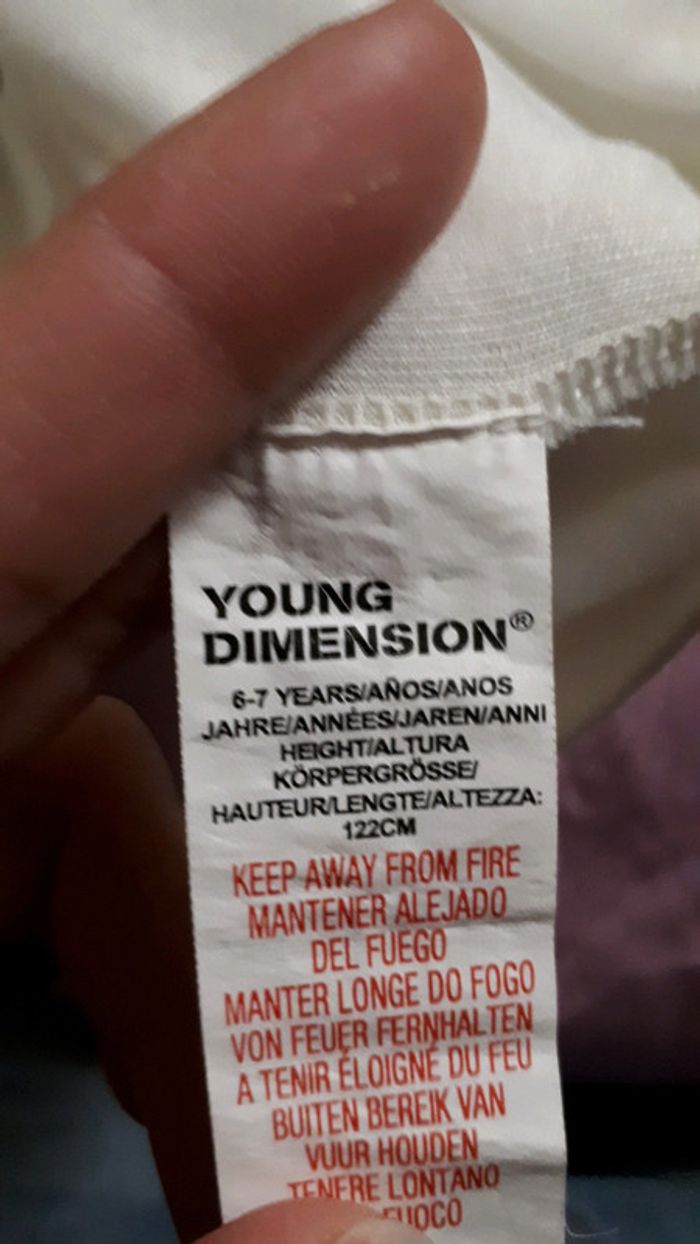 YOUNG
DIMENSION®
6-7 YEARS/AÑOS/ANOS
JAHRE/ANNÉES/JAREN/ANNI
HEIGHT/ALTURA
KÖRPERGRÖSSE/
HAUTEUR/LENGTE/ALTEZZA:
122CM
KEEP AWAY FROM FIRE
MANTENER ALEJADO
DEL FUEGO
MANTER LONGE DO FOGO
VON FEUER FERNHALTEN
A TENIR ÉLOIGNÉ DU FEU
BUITEN BEREIK VAN
VUUR HOUDEN
TENERE LONTANO
FUOCO